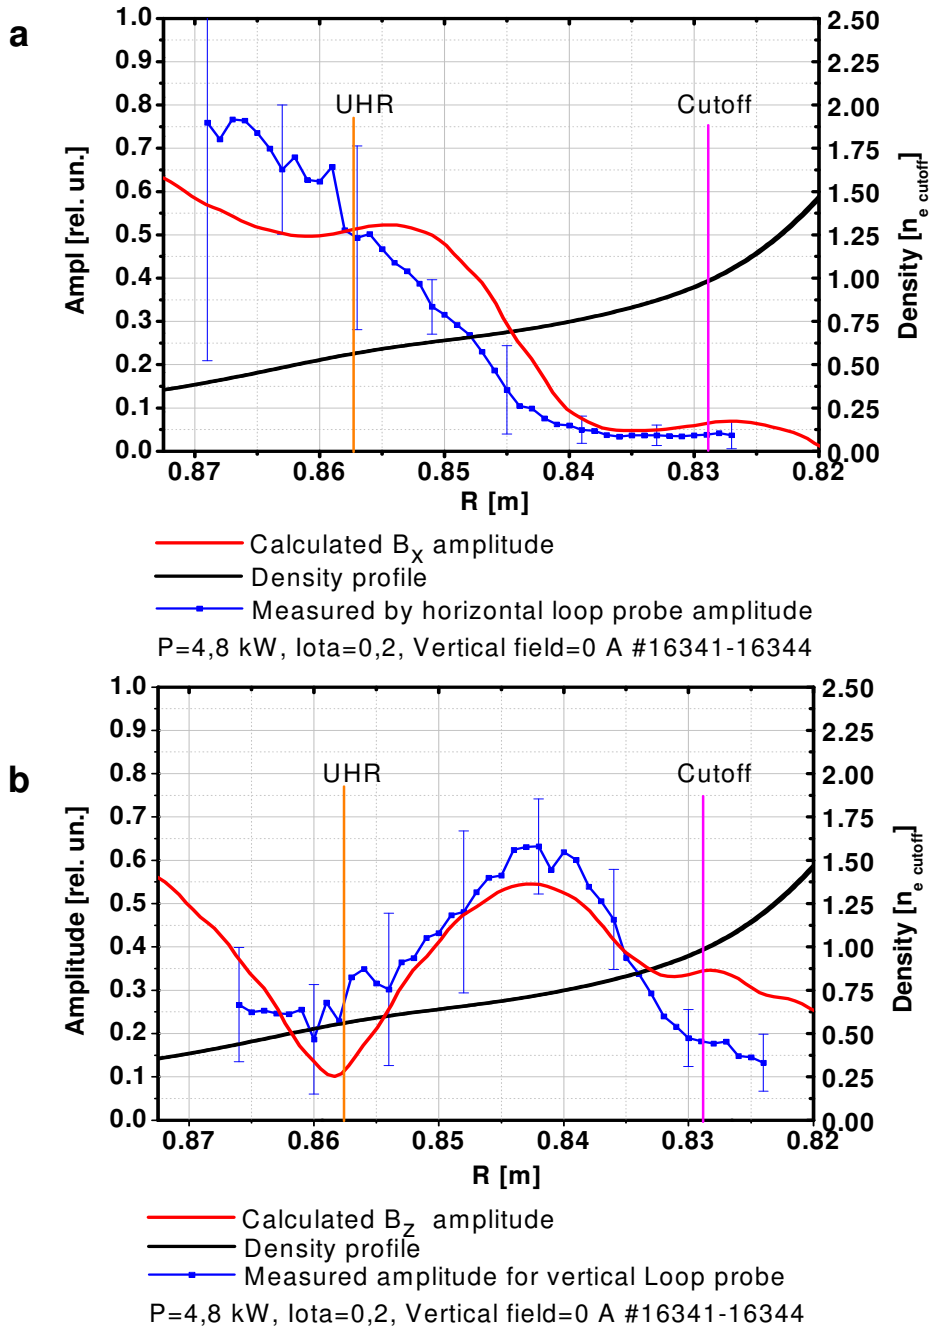 a
UHR
Cutoff
Ampl [rel. un.]
1.0
0.9
0.8
0.7
0.6
0.5
0.4
0.3
0.2
0.1
0.0
2.50
2.25
2.00
1.75
1.50
1.25
1.00
0.75
0.50
0.25
0.00
Density [n e cutoff]
0.87 0.86 0.85 0.84 0.83 0.82
R [m]
Calculated BX amplitude
Density profile
Measured by horizontal loop probe amplitude
P=4,8 kW, Iota=0,2, Vertical field=0 A #16341-16344
b
UHR
Cutoff
Amplitude [rel. un.]
1.0
0.9
0.8
0.7
0.6
0.5
0.4
0.3
0.2
0.1
0.0
2.50
2.25
2.00
1.75
1.50
1.25
1.00
0.75
0.50
0.25
0.00
Density [n e cutoff]
0.87 0.86 0.85 0.84 0.83 0.82
R [m]
Calculated BZ amplitude
Density profile
Measured amplitude for vertical Loop probe
P=4,8 kW, Iota=0,2, Vertical field=0 A #16341-16344